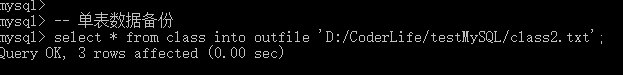 mysql>
mysql> -- 单表数据备份
mysql> select * from class into outfile 'D:/CoderLife/testMySQL/class2.txt';
Query OK, 3 rows affected (0.00 sec)